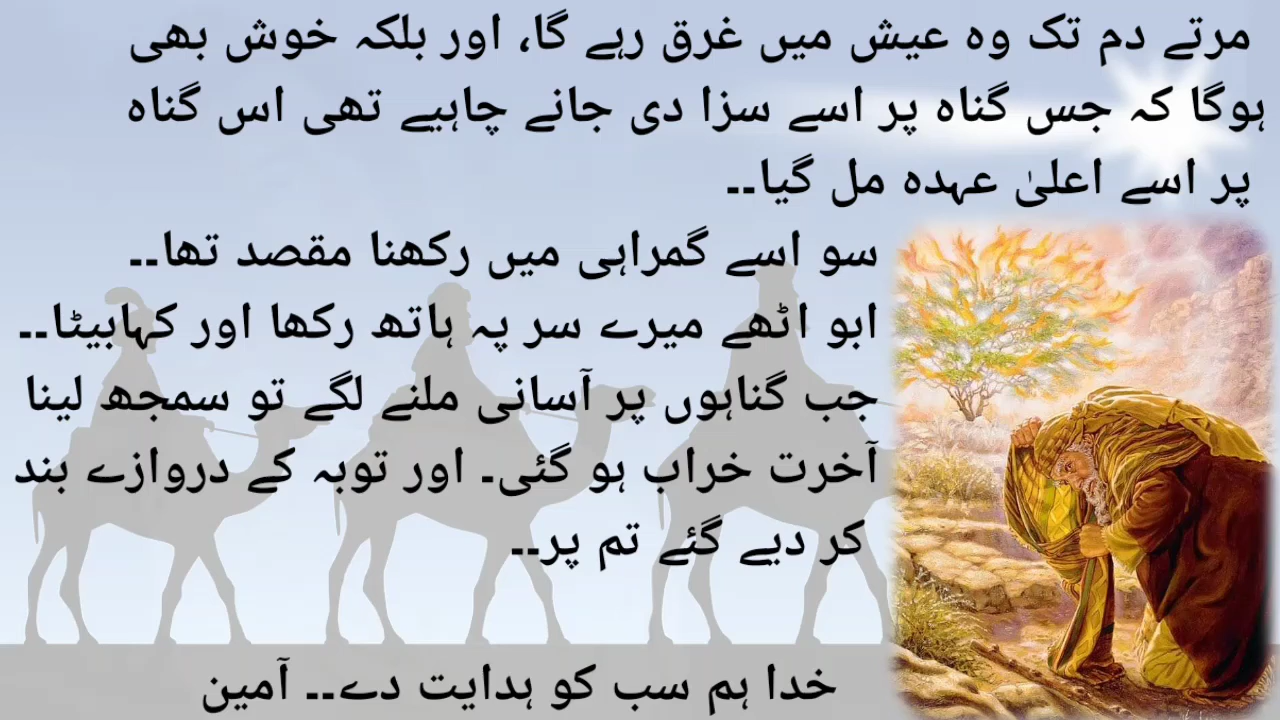 مرتے دم تک وہ عیش میں غرق رہے گا، اور بلکہ خوش بھی
ہوگا کہ جس گناہ پر اسے سزا دی جانے چاہیے تھی اس گناہ
پر اسے اعلیٰ عہدہ مل گیا۔۔
سو اسے گمراہی میں رکھنا مقصد تھا۔۔
ابو اٹھے میرے سر پہ ہاتھ رکھا اور کہابیٹا۔۔
جب گناہوں پر آسانی ملنے لگے تو سمجھ لینا
آخرت خراب ہو گئی۔ اور توبہ کے دروازے بند
کر دیے گئے تم پر۔۔
خدا ہم سب کو ہدایت دے۔۔ آمین